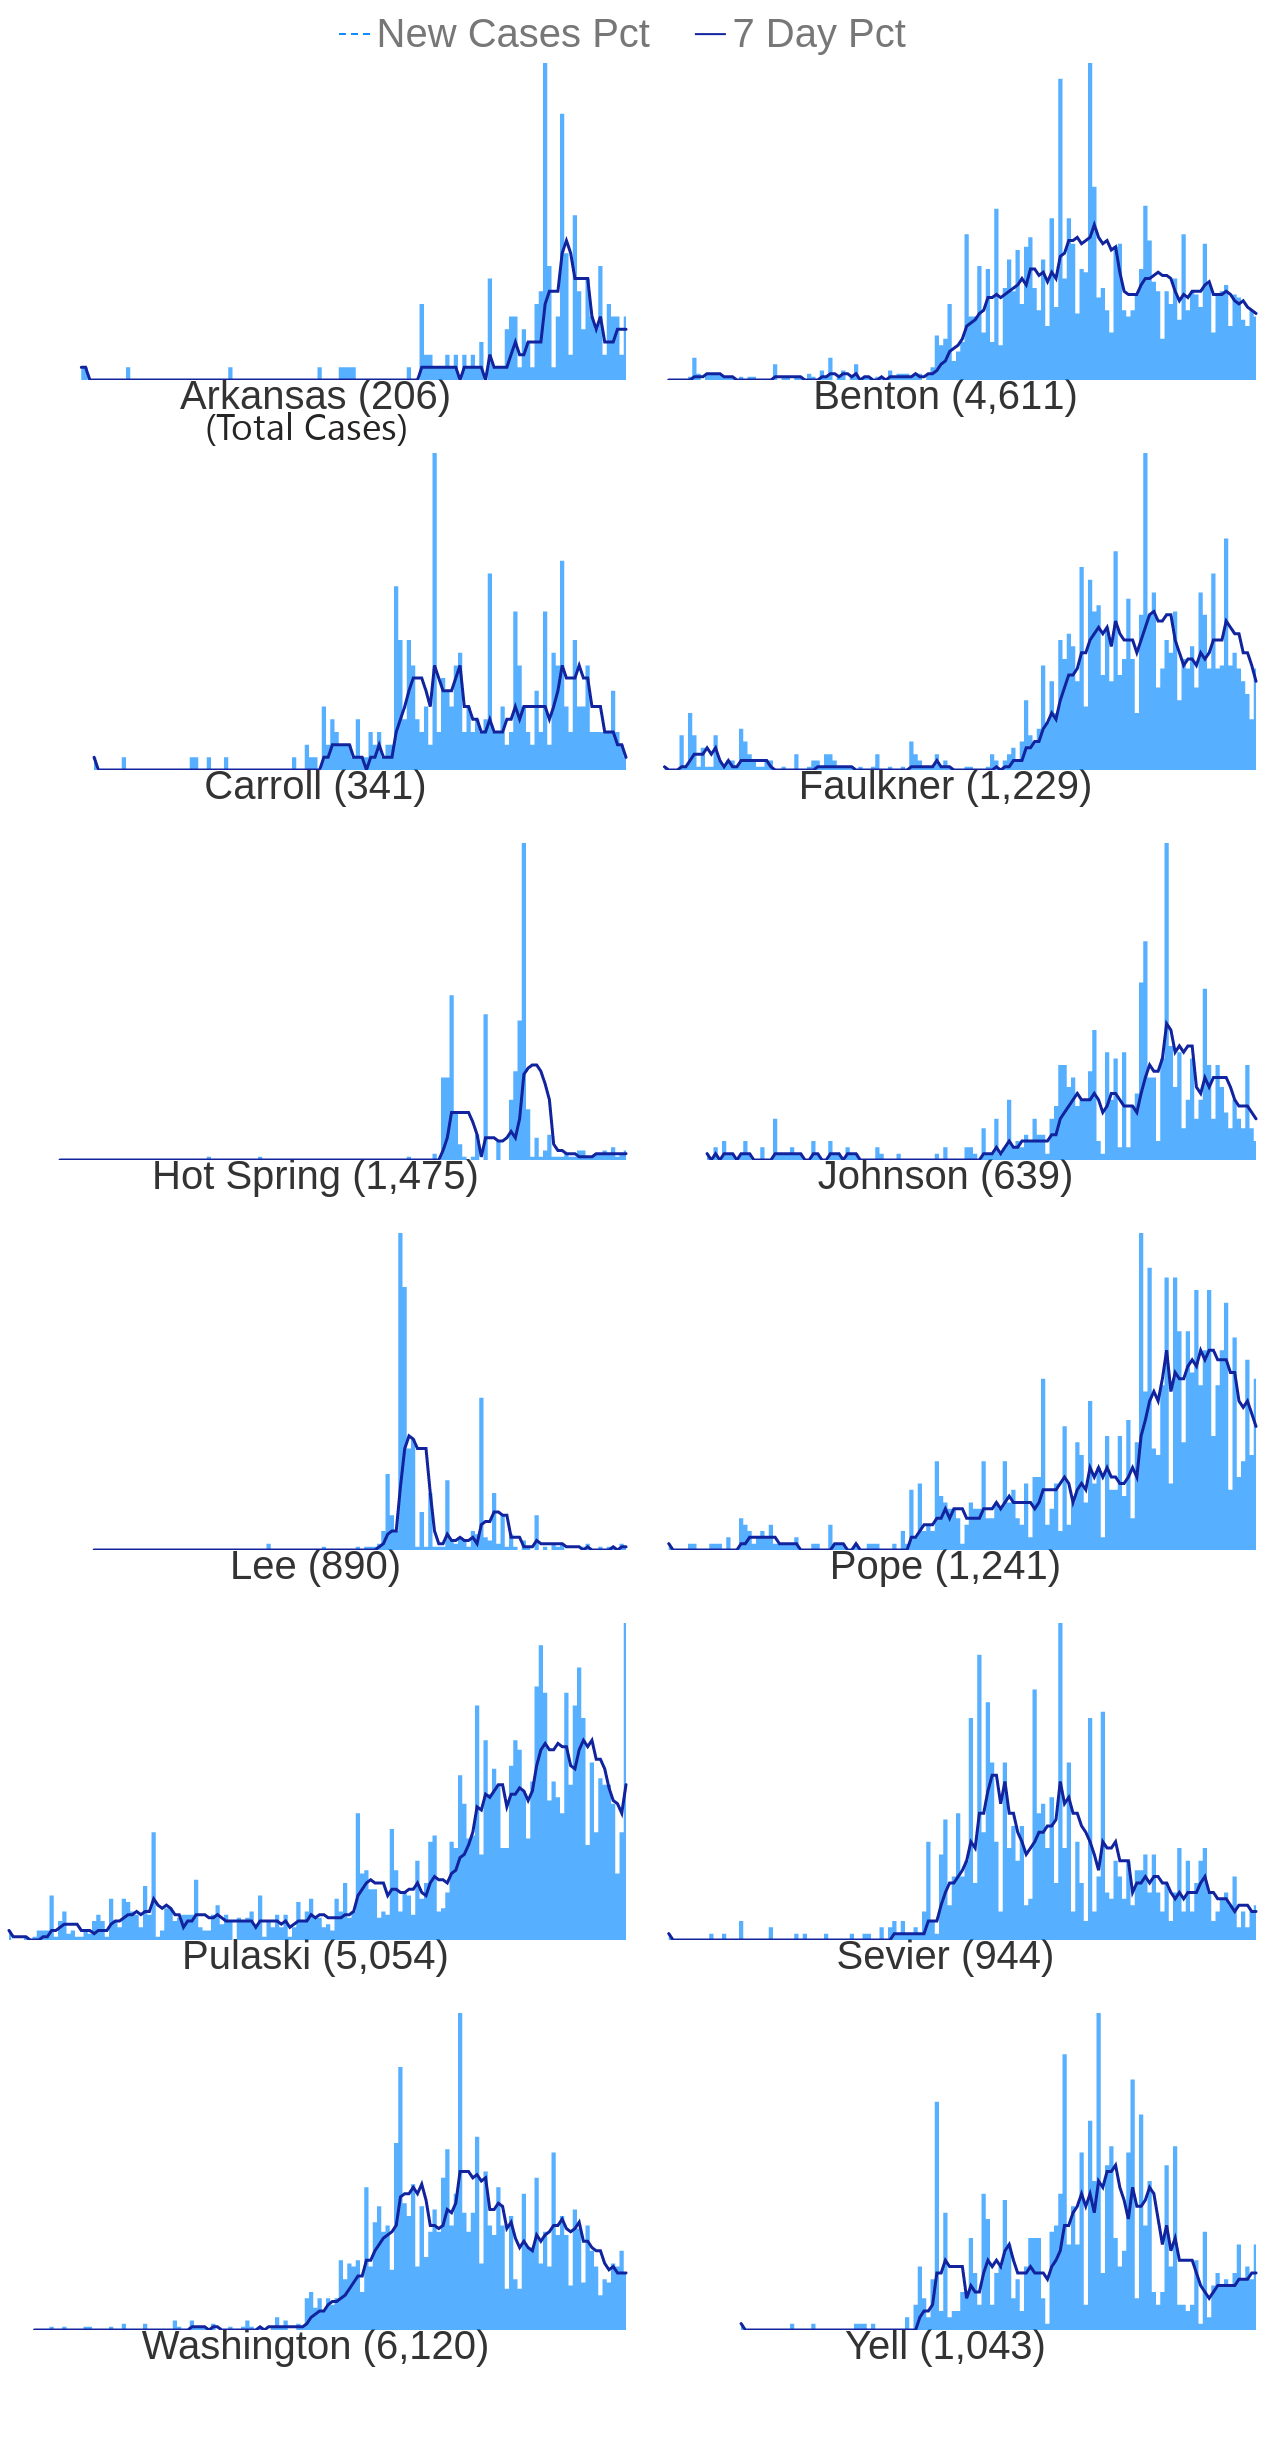 New Cases Pct 7 Day Pct
Arkansas (206) Benton (4,611)
(Total Cases)
Carroll (341) Faulkner (1,229)
Hot Spring (1,475) Johnson (639)
Lee (890) Pope (1,241)
Pulaski (5,054) Sevier (944)
Washington (6,120) Yell (1,043)